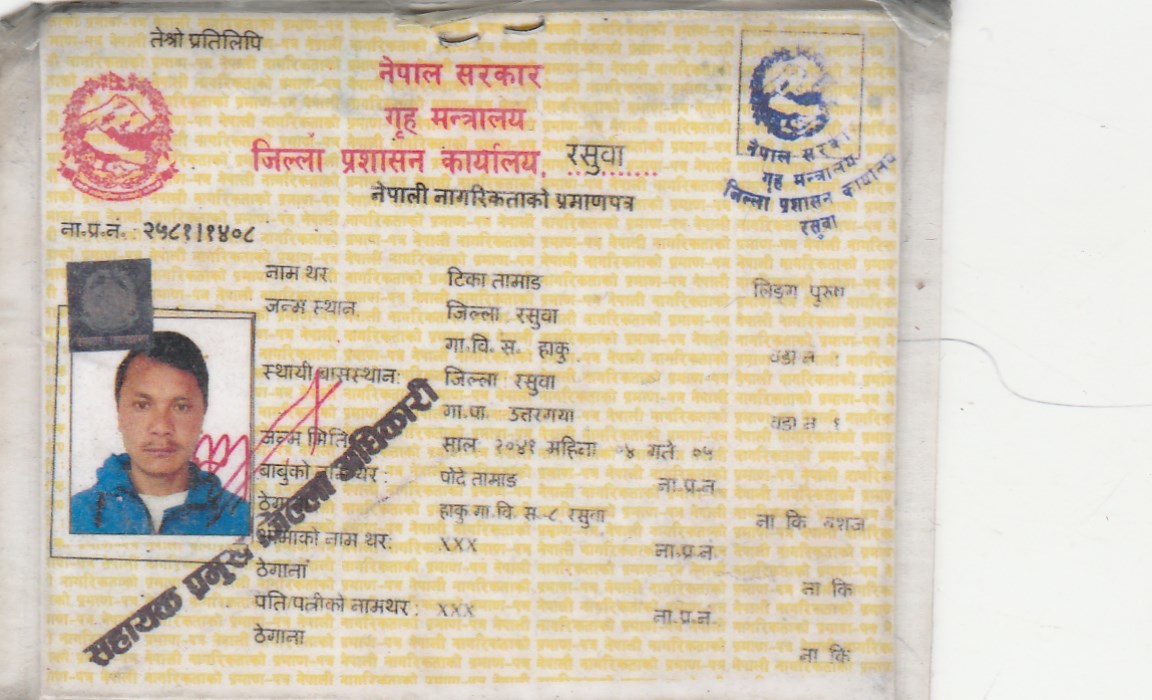 तेश्रो प्रतिलिपि
नेपाल सरकार
गृह मन्त्रालय
जिल्ला प्रशासन कार्यालय, रसुवा
नेपाली नागरिकताको प्रमाणपत्र
नेपाल सरकार
गृह मन्त्रालय
जिल्ला प्रशासन कार्यालय
रसुवा
ना.प्र.नं. : २५८१।१४०८
नाम थर टिका तामाङ लिङ्ग पुरुष
जन्म स्थान जिल्ला : रसुवा
गा.वि. स. हाकु वडा नं :
स्थायी बासस्थान: जिल्ला : रसुवा
गा.पा. उत्तरगया वडा नं १
जन्म मिति साल २०४१ महिना ०४ गते ०५
बाबुको नाम थर : पोदे तामाङ ना.प्र.नं
ठेगाना हाकु गा.वि. स.-८ रसुवा ना कि वंशज
आमाको नाम थर: XXX ना.प्र.नं.
ठेगाना ना कि
पति/पत्नीको नामथर : XXX ना.प्र.नं.
ठेगाना ना कि
सहायक प्रमुख जिल्ला अधिकारी